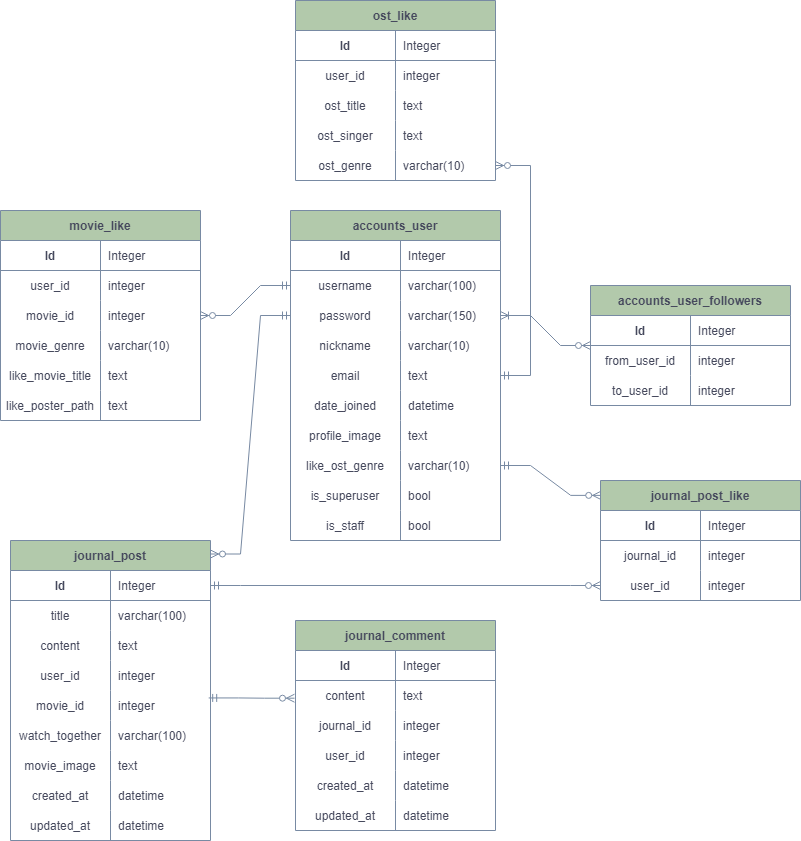 ost_like
Id Integer
user_id integer
ost_title text
ost_singer text
ost_genre varchar(10)
movie_like
Id Integer
user_id integer
movie_id integer
movie_genre varchar(10)
like_movie_title text
like_poster_path text
accounts_user
Id Integer
username varchar(100)
password varchar(150)
nickname varchar(10)
email text
date_joined datetime
profile_image text
like_ost_genre varchar(10)
is_superuser bool
is_staff bool
accounts_user_followers
Id Integer
from_user_id integer
to_user_id integer
journal_post_like
Id Integer
journal_id integer
user_id integer
journal_post
Id Integer
title varchar(100)
content text
user_id integer
movie_id integer
watch_together varchar(100)
movie_image text
created_at datetime
updated_at datetime
journal_comment
Id Integer
content text
journal_id integer
user_id integer
created_at datetime
updated_at datetime